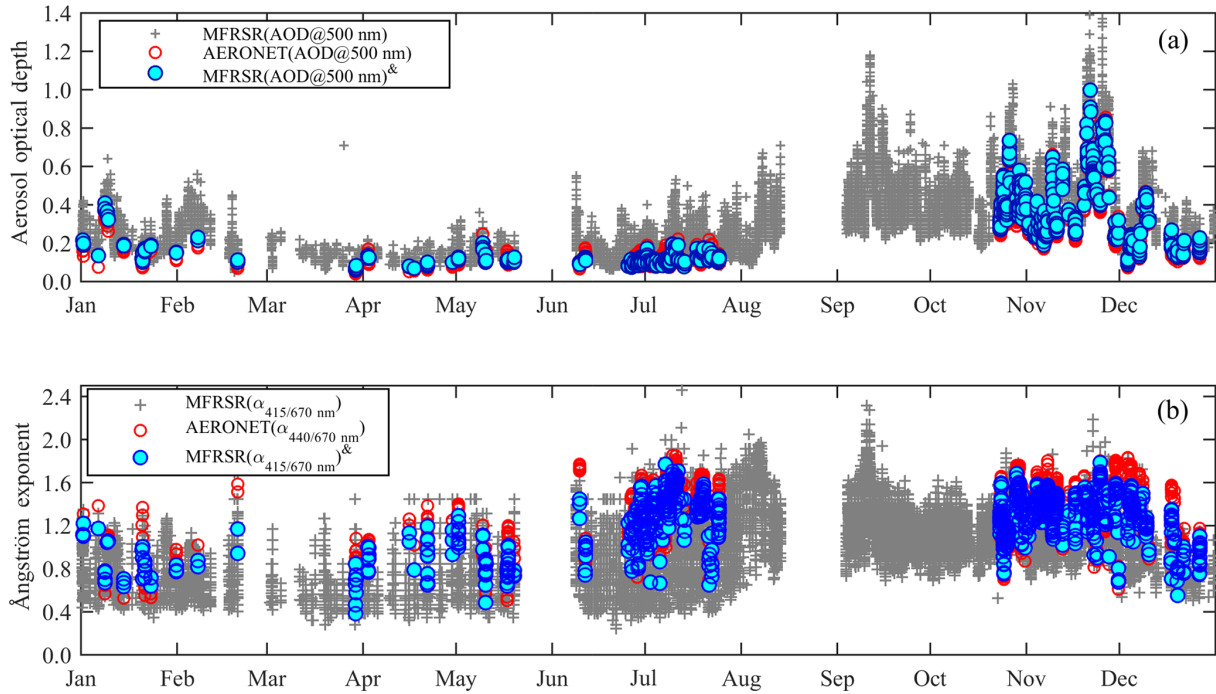 1.4
1.2
1.0
0.8
0.6
0.4
0.2
0.0
Aerosol optical depth
MFRSR(AOD@500 nm)
AERONET(AOD@500 nm)
MFRSR(AOD@500 nm)&
(a)
Jan Feb Mar Apr May Jun Jul Aug Sep Oct Nov Dec
2.4
2.0
1.6
1.2
0.8
0.4
0.0
Ångström exponent
MFRSR(α415/670 nm)
AERONET(α440/670 nm)
MFRSR(α415/670 nm)&
(b)
Jan Feb Mar Apr May Jun Jul Aug Sep Oct Nov Dec